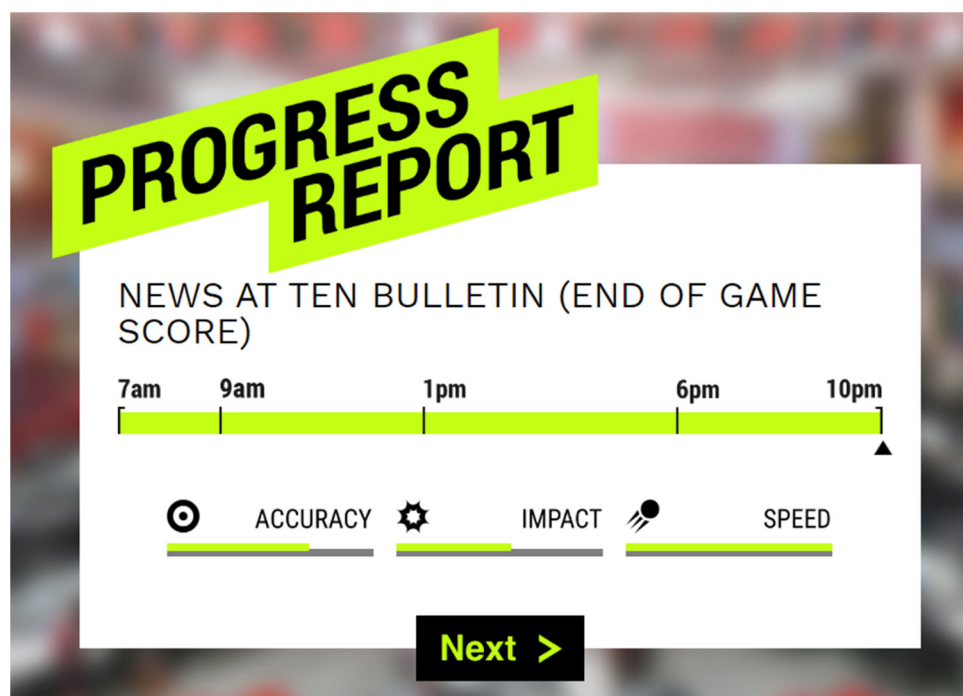 PROGRESS
REPORT
NEWS AT TEN BULLETIN (END OF GAME
SCORE)
7am 9am 1pm 6pm 10pm
ACCURACY IMPACT SPEED
Next >